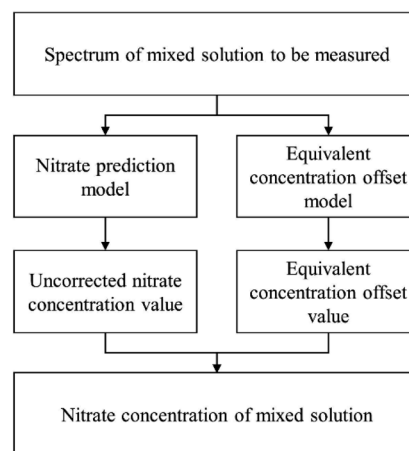 Spectrum of mixed solution to be measured
Nitrate prediction
model
Equivalent
concentration offset
model
Uncorrected nitrate
concentration value
Equivalent
concentration offset
value
Nitrate concentration of mixed solution